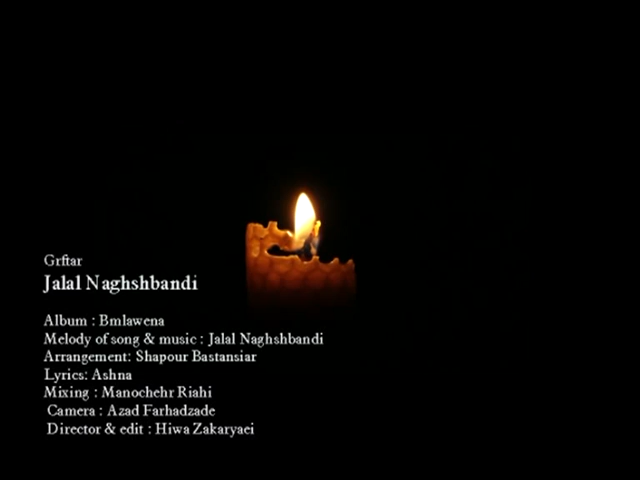 Grftar
Jalal Naghshbandi
Album : Bmlawena
Melody of song & music : Jalal Naghshbandi
Arrangement: Shapour Bastansiar
Lyrics: Ashna
Mixing : Manochehr Riahi
Camera : Azad Farhadzade
Director & edit : Hiwa Zakaryaei